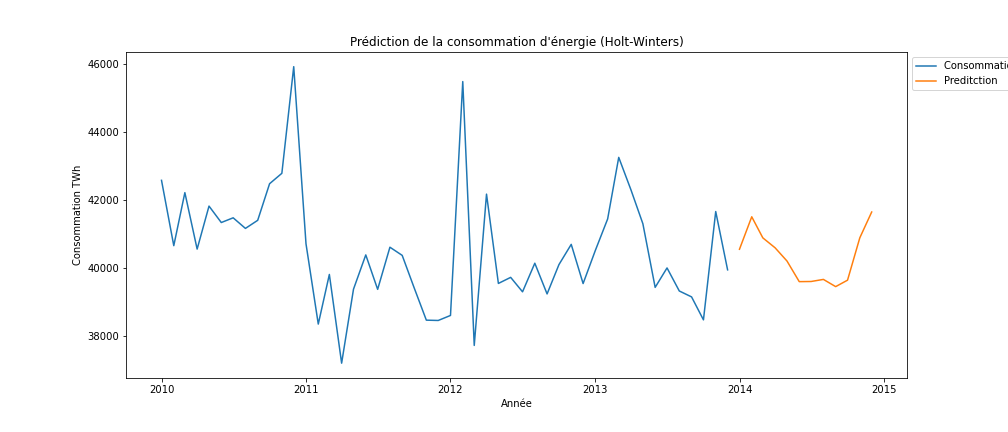 Prédiction de la consommation d'énergie (Holt-Winters)
46000
44000
42000
40000
38000
Consommation TWh
2010 2011 2012 2013 2014 2015
Année
Preditction